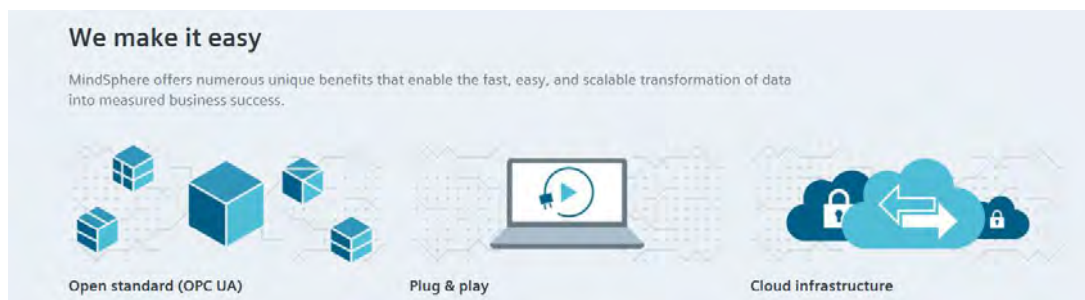 We make it easy
MindSphere offers numerous unique benefits that enable the fast, easy, and scalable transformation of data
into measured business success.
Open standard (OPC UA)
Plug & play
Cloud infrastructure